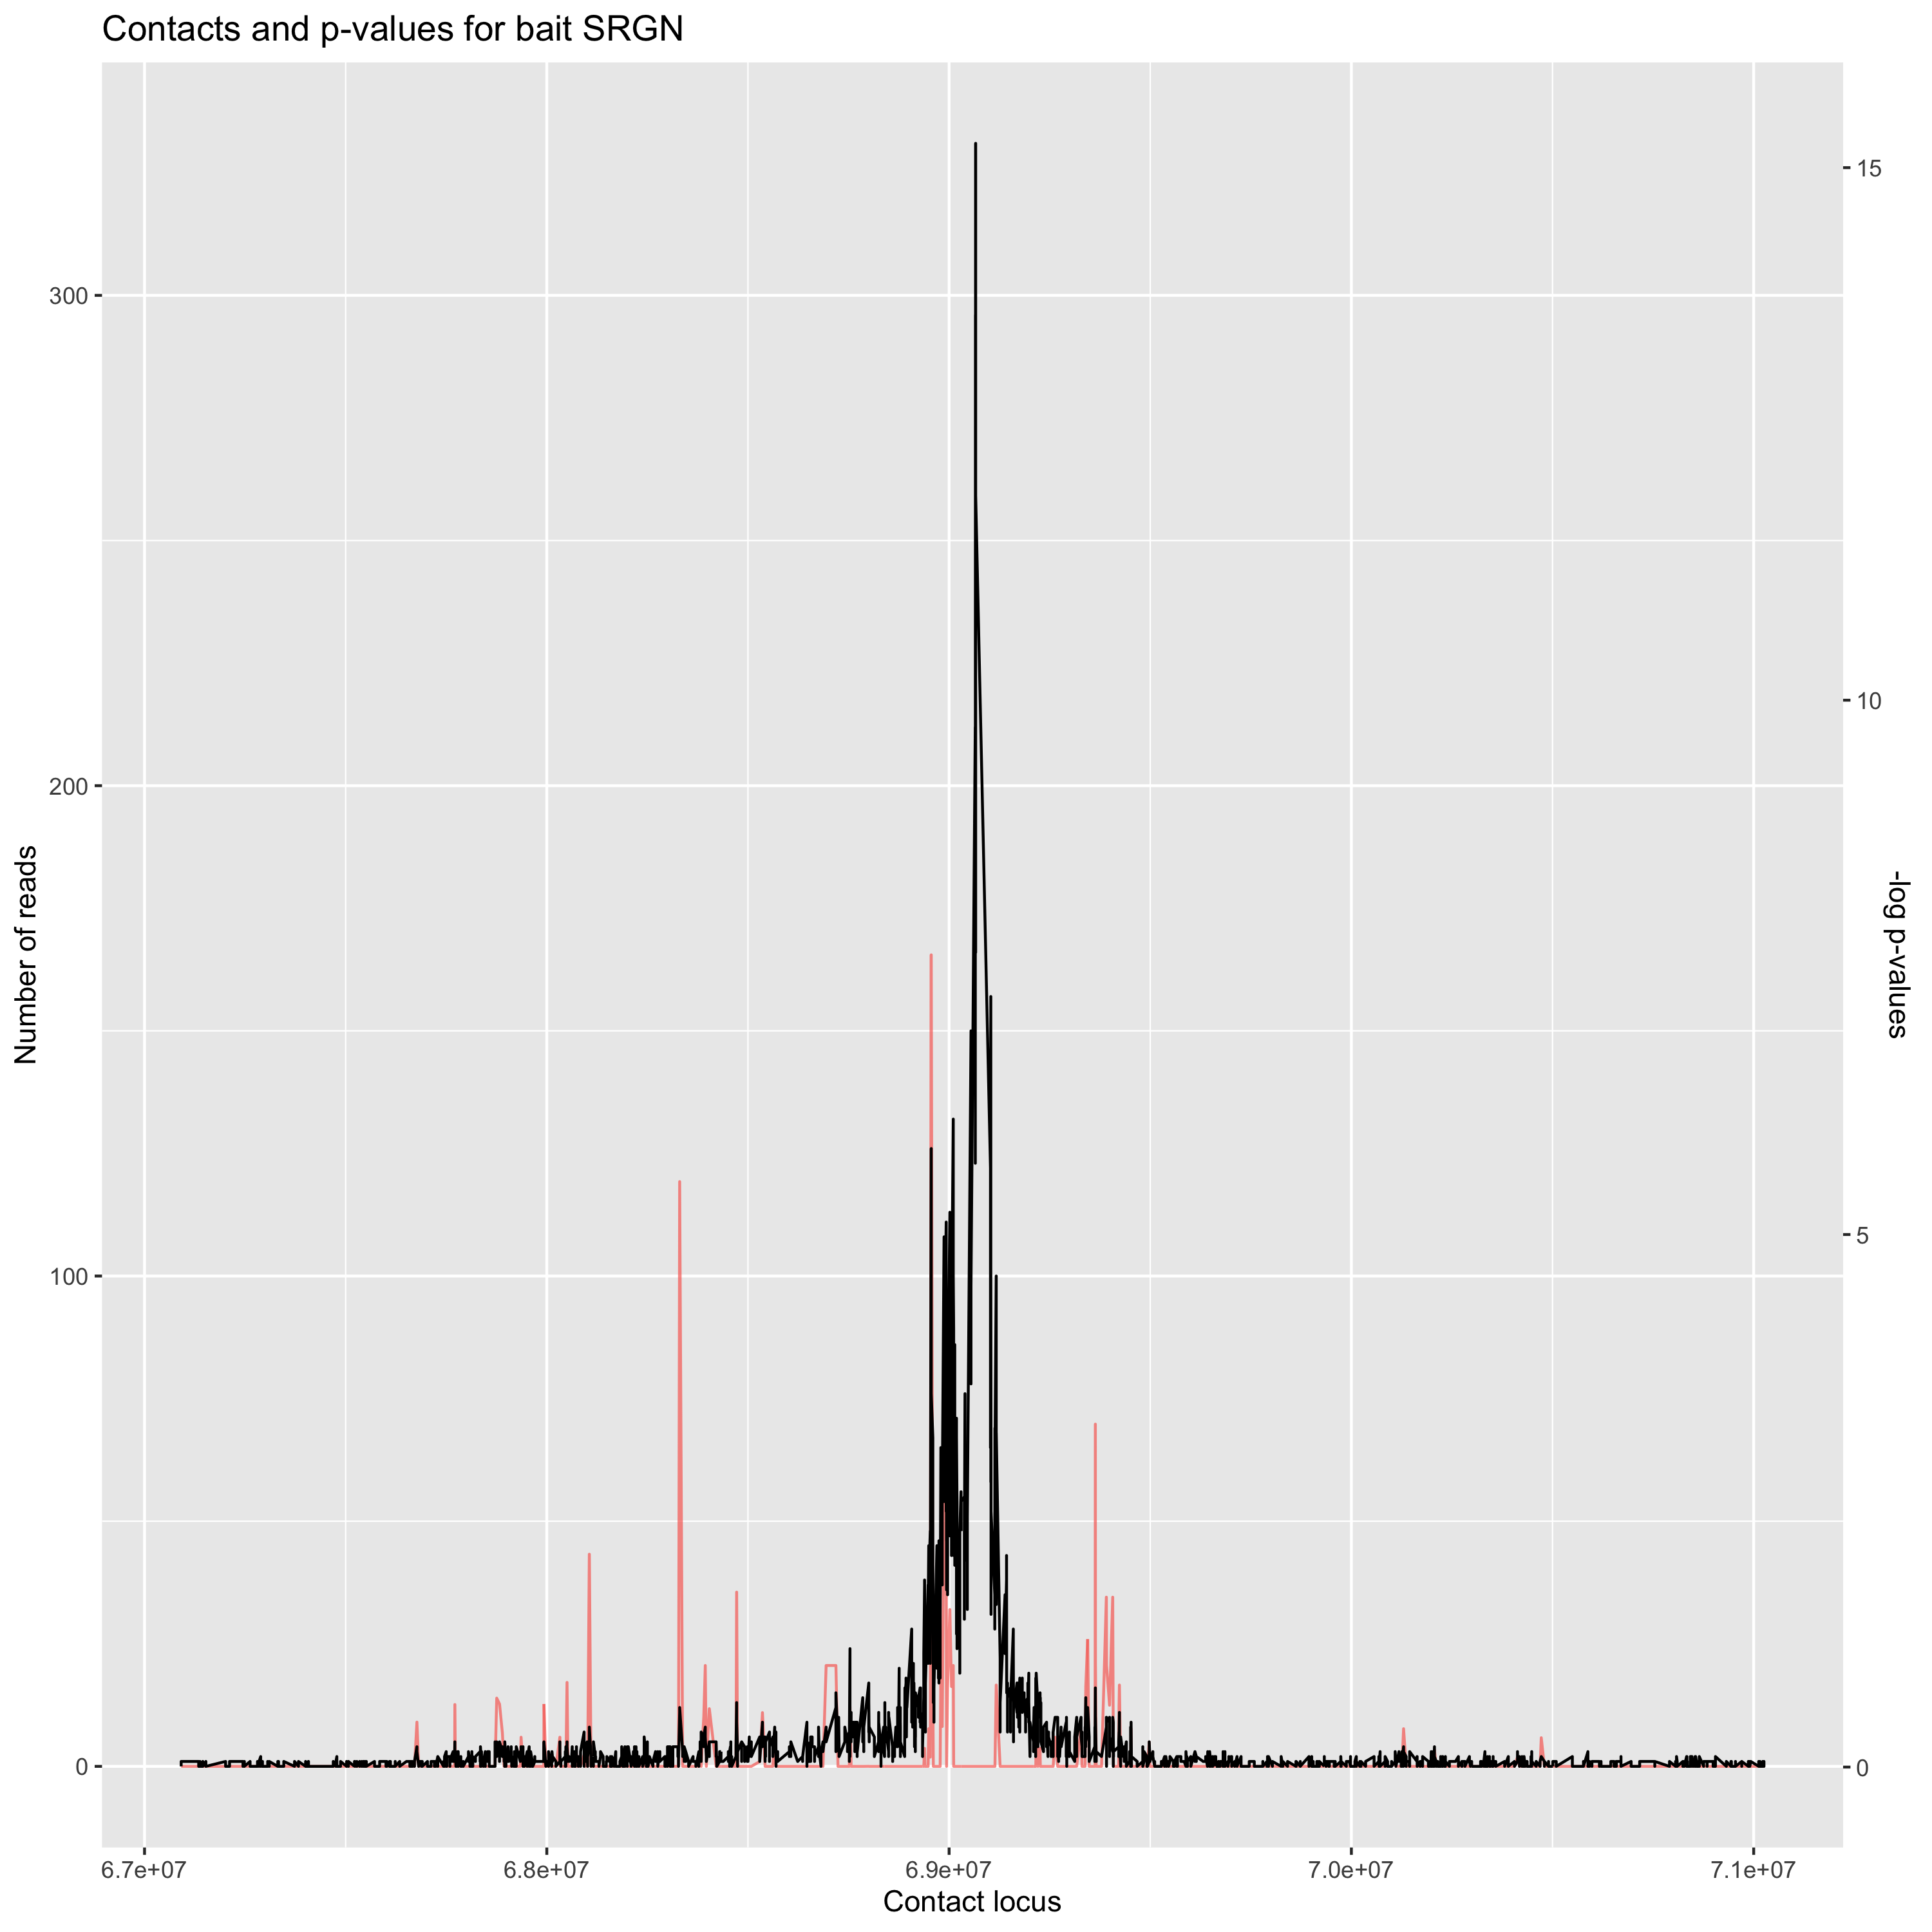 Contacts and p-values for bait SRGN
300
200
100
0
15
10
5
0
Number of reads
-log p-values
6.7e+07
6.8e+07
6.9e+07
7.0e+07
7.1e+07
Contact locus